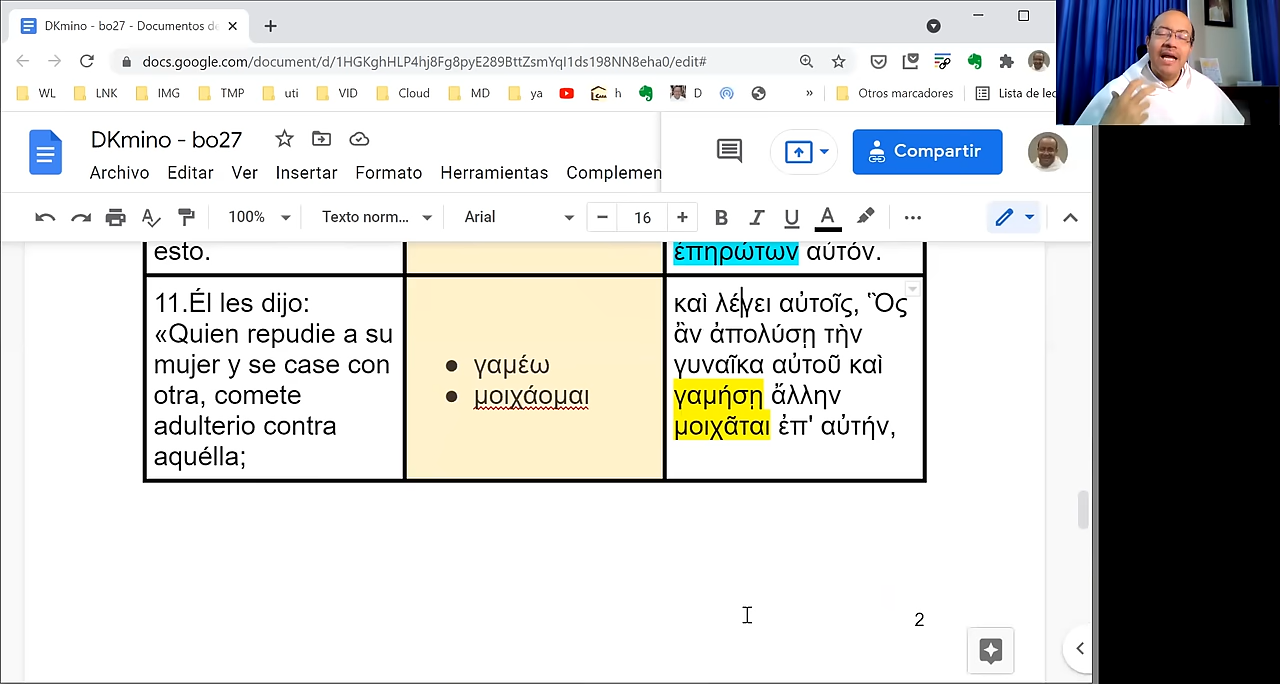 DKmino - bo27 - Documentos de
docs.google.com/document/d/1HGKghHLP4hj8Fg8pyE289BttZsmYqI1ds198NN8eha0/edit#
WL LNK IMG TMP uti VID Cloud MD ya h D » Otros marcadores Lista de lec
DKmino - bo27
Archivo Editar Ver Insertar Formato Herramientas Complemen
Compartir
100% Texto norm... Arial − 16 + B I U A
esto.
ἐπηρώτων αὐτόν.
11.Él les dijo:
«Quien repudie a su
mujer y se case con
otra, comete
adulterio contra
aquélla;
● γαμέω
● μοιχάομαι
καὶ λέγει αὐτοῖς, Ὃς
ἂν ἀπολύσῃ τὴν
γυναῖκα αὐτοῦ καὶ
γαμήσῃ ἄλλην
μοιχᾶται ἐπ' αὐτήν,
2